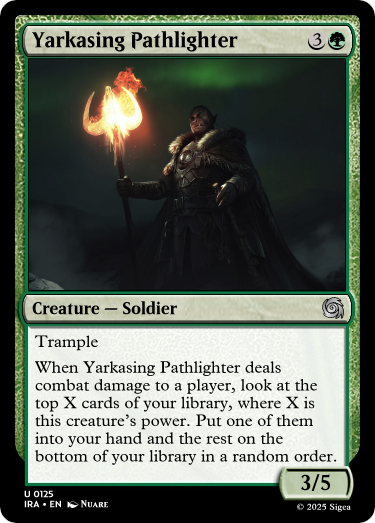 Yarkasing Pathlighter 3
Creature — Soldier
Trample
When Yarkasing Pathlighter deals
combat damage to a player, look at the
top X cards of your library, where X is
this creature's power. Put one of them
into your hand and the rest on the
bottom of your library in a random order.
3/5
U 0125
IRA • EN Nuare
© 2025 Sigea